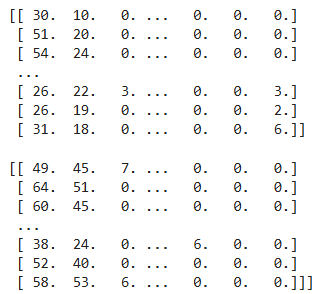 [[ 30. 10. 0. ... 0. 0. 0.]
[ 51. 20. 0. ... 0. 0. 0.]
[ 54. 24. 0. ... 0. 0. 0.]
...
[ 26. 22. 3. ... 0. 0. 3.]
[ 26. 19. 0. ... 0. 0. 2.]
[ 31. 18. 0. ... 0. 0. 6.]]
[[ 49. 45. 7. ... 0. 0. 0.]
[ 64. 51. 0. ... 0. 0. 0.]
[ 60. 45. 0. ... 0. 0. 0.]
...
[ 38. 24. 0. ... 6. 0. 0.]
[ 52. 40. 0. ... 0. 0. 0.]
[ 58. 53. 6. ... 0. 0. 0.]]]